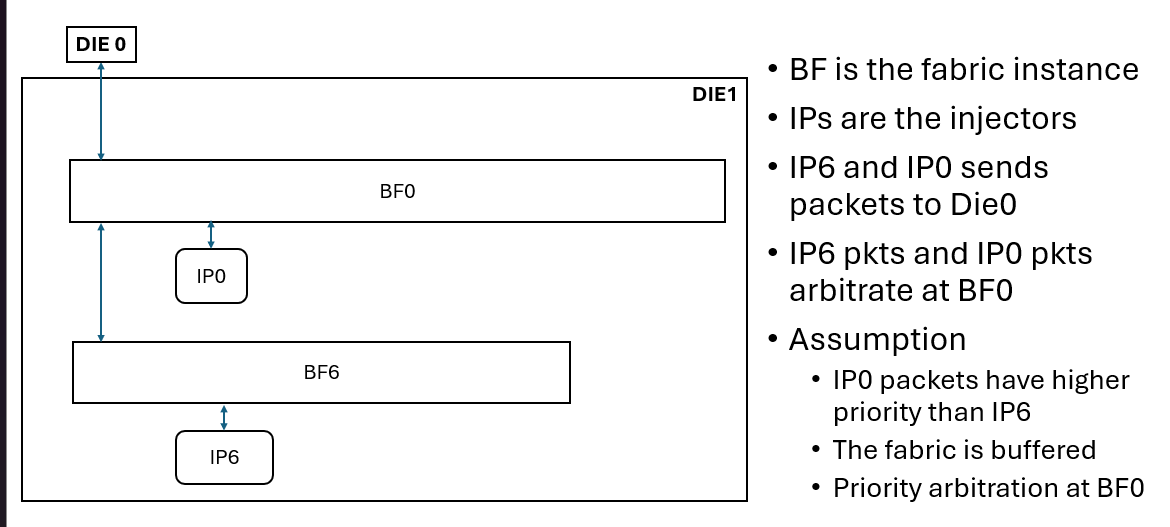 DIE 0
DIE1
BF0
IP0
BF6
IP6
• BF is the fabric instance
• IPs are the injectors
• IP6 and IP0 sends
packets to Die0
• IP6 pkts and IP0 pkts
arbitrate at BF0
• Assumption
• IP0 packets have higher
priority than IP6
• The fabric is buffered
• Priority arbitration at BF0